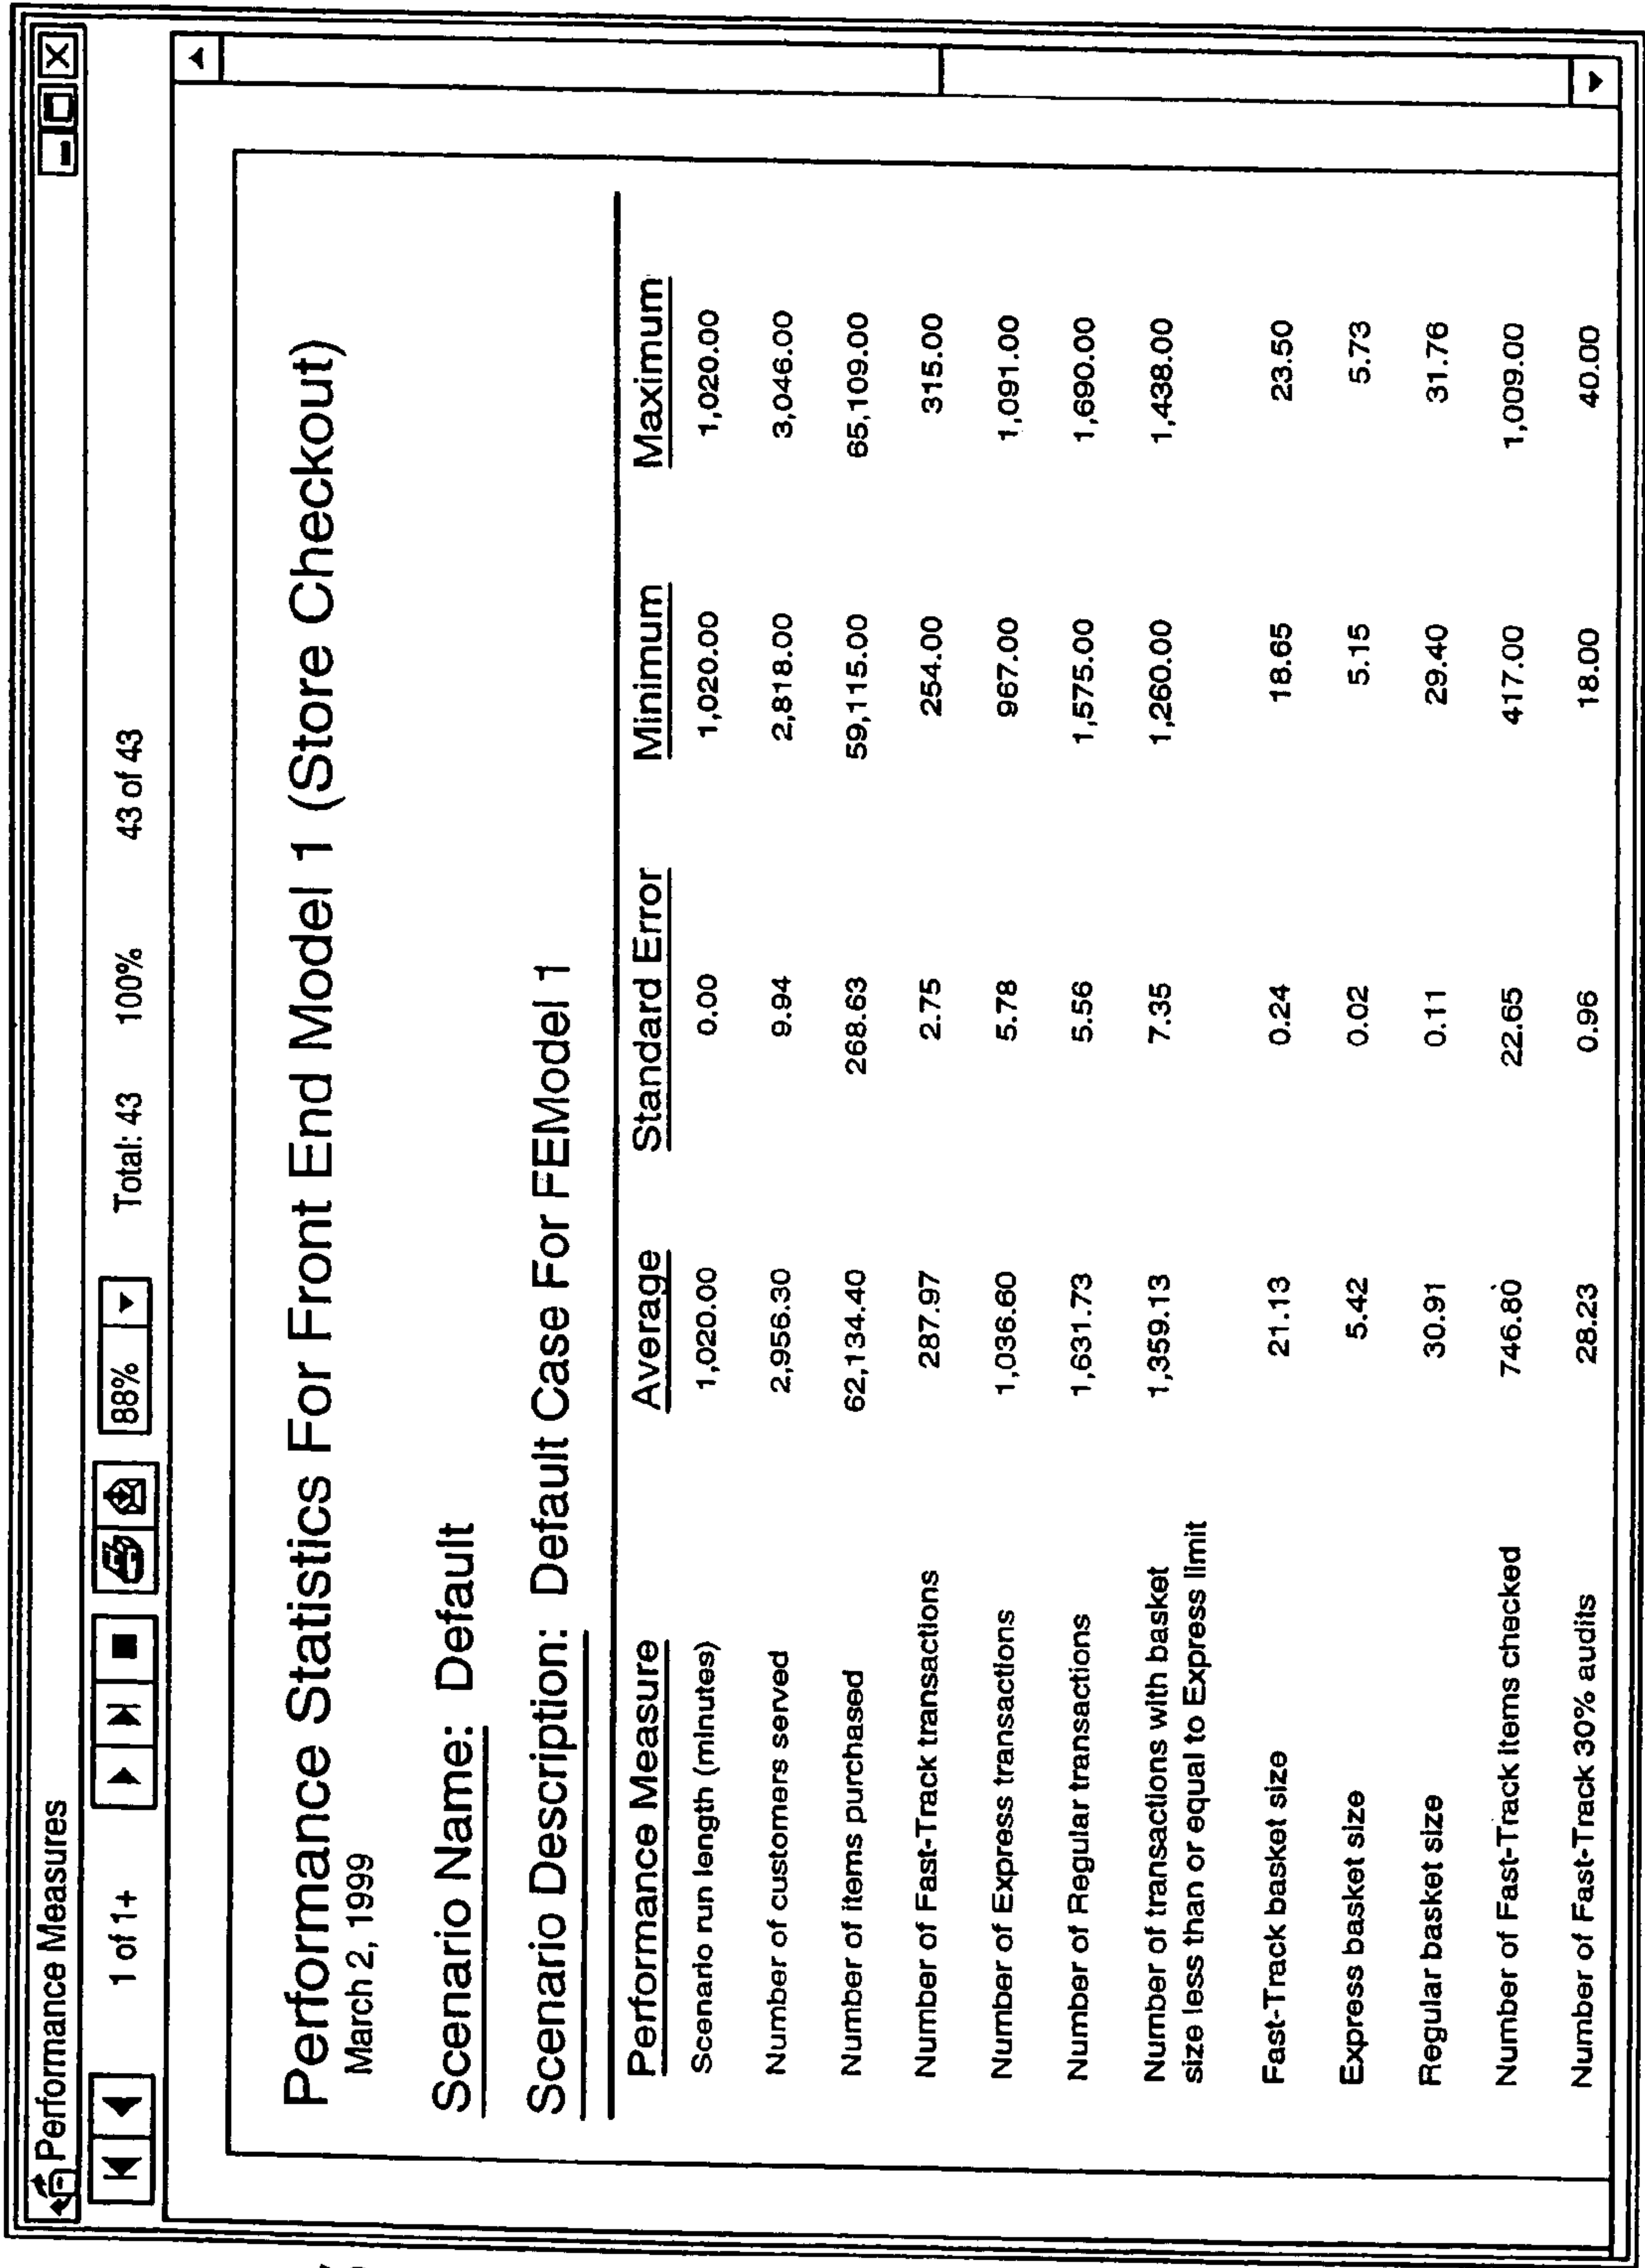 Performance Measures
1 of 1+ 88% Total: 43 100% 43 of 43
Performance Statistics For Front End Model 1 (Store Checkout)
March 2, 1999
Scenario Name: Default
Scenario Description: Default Case For FEModel 1
Performance Measure Average Standard Error Minimum Maximum
Scenario run length (minutes) 1,020.00 0.00 1,020.00 1,020.00
Number of customers served 2,956.30 9.94 2,818.00 3,046.00
Number of items purchased 62,134.40 268.63 59,115.00 65,109.00
Number of Fast-Track transactions 287.97 2.75 254.00 315.00
Number of Express transactions 1,036.60 5.78 967.00 1,091.00
Number of Regular transactions 1,631.73 5.56 1,575.00 1,690.00
Number of transactions with basket 1,359.13 7.35 1,260.00 1,438.00
size less than or equal to Express limit
Fast-Track basket size 21.13 0.24 18.65 23.50
Express basket size 5.42 0.02 5.15 5.73
Regular basket size 30.91 0.11 29.40 31.76
Number of Fast-Track items checked 746.80 22.65 417.00 1,009.00
Number of Fast-Track 30% audits 28.23 0.96 18.00 40.00